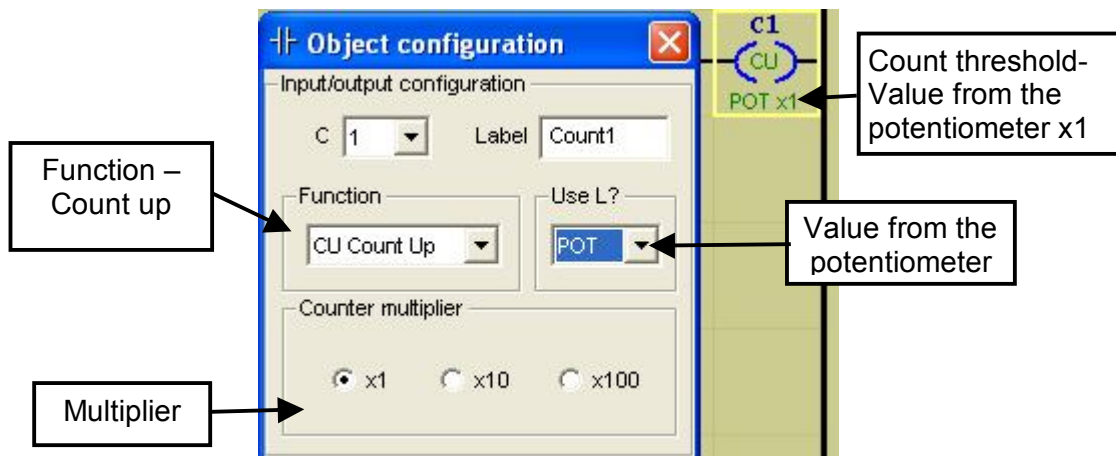 Object configuration
Input/output configuration
C 1 Label Count1
Function
CU Count Up
Use L?
POT
Counter multiplier
x1 x10 x100
C1
CU
POT x1
Count threshold-
Value from the
potentiometer x1
Function –
Count up
Value from the
potentiometer
Multiplier